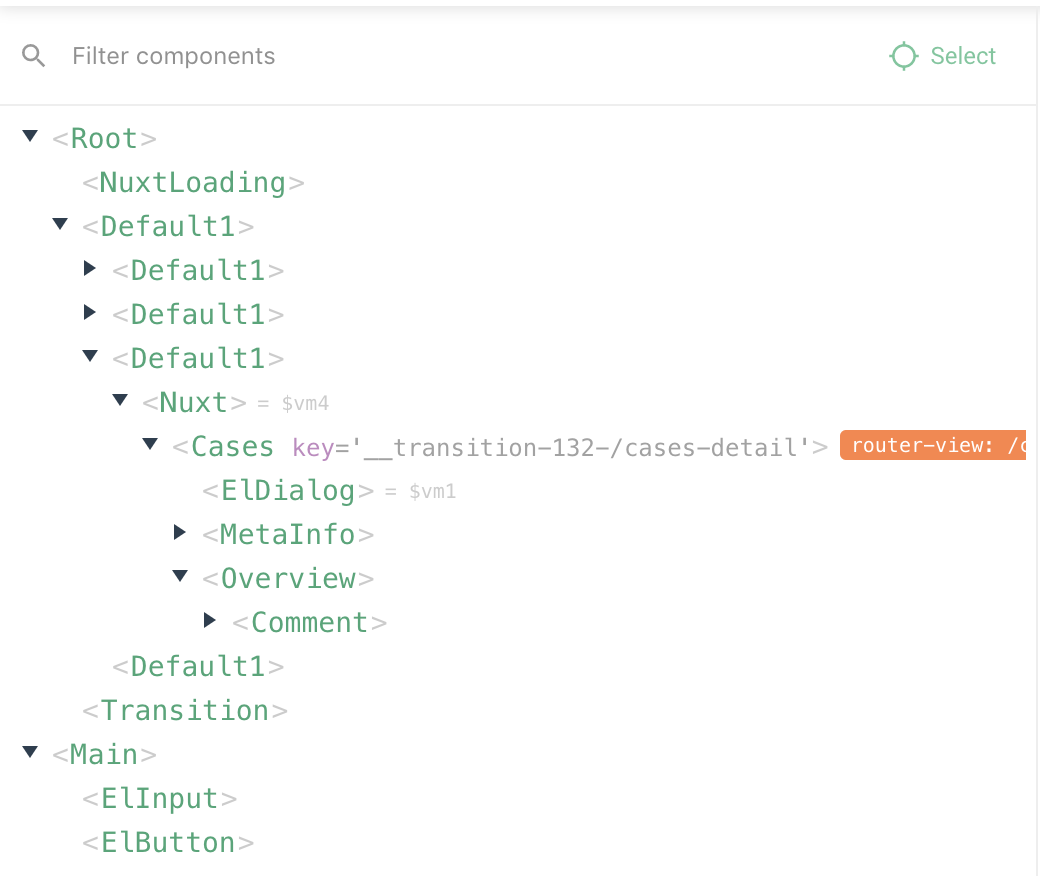 Filter components Select
<Root>
<NuxtLoading>
<Default1>
<Default1>
<Default1>
<Default1>
<Nuxt> = $vm4
<Cases key='__transition-132-/cases-detail'> router-view: /c
<ElDialog> = $vm1
<MetaInfo>
<Overview>
<Comment>
<Default1>
<Transition>
<Main>
<ElInput>
<ElButton>